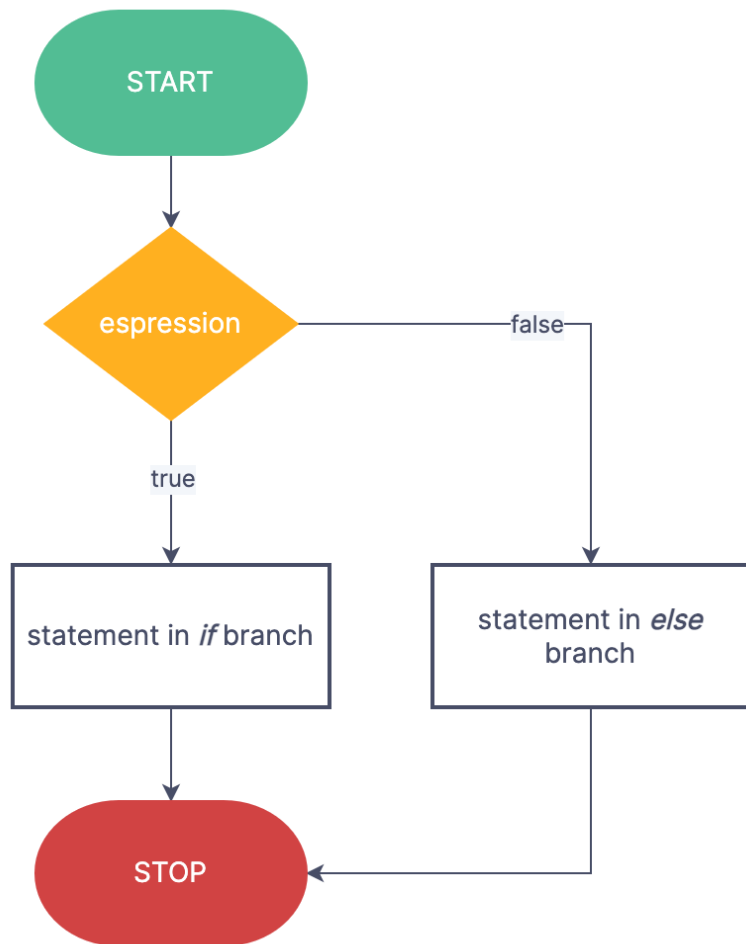 START
espression
false
true
statement in if branch
statement in else
branch
STOP